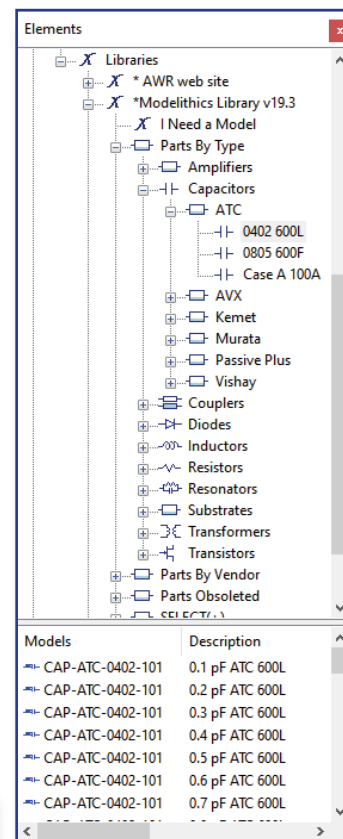 Elements
Libraries
* AWR web site
*Modelithics Library v19.3
I Need a Model
Parts By Type
Amplifiers
Capacitors
ATC
0402 600L
0805 600F
Case A 100A
AVX
Kemet
Murata
Passive Plus
Vishay
Couplers
Diodes
Inductors
Resistors
Resonators
Substrates
Transformers
Transistors
Parts By Vendor
Parts Obsoleted
SELECT(+)
Models Description
CAP-ATC-0402-101 0.1 pF ATC 600L
CAP-ATC-0402-101 0.2 pF ATC 600L
CAP-ATC-0402-101 0.3 pF ATC 600L
CAP-ATC-0402-101 0.4 pF ATC 600L
CAP-ATC-0402-101 0.5 pF ATC 600L
CAP-ATC-0402-101 0.6 pF ATC 600L
CAP-ATC-0402-101 0.7 pF ATC 600L